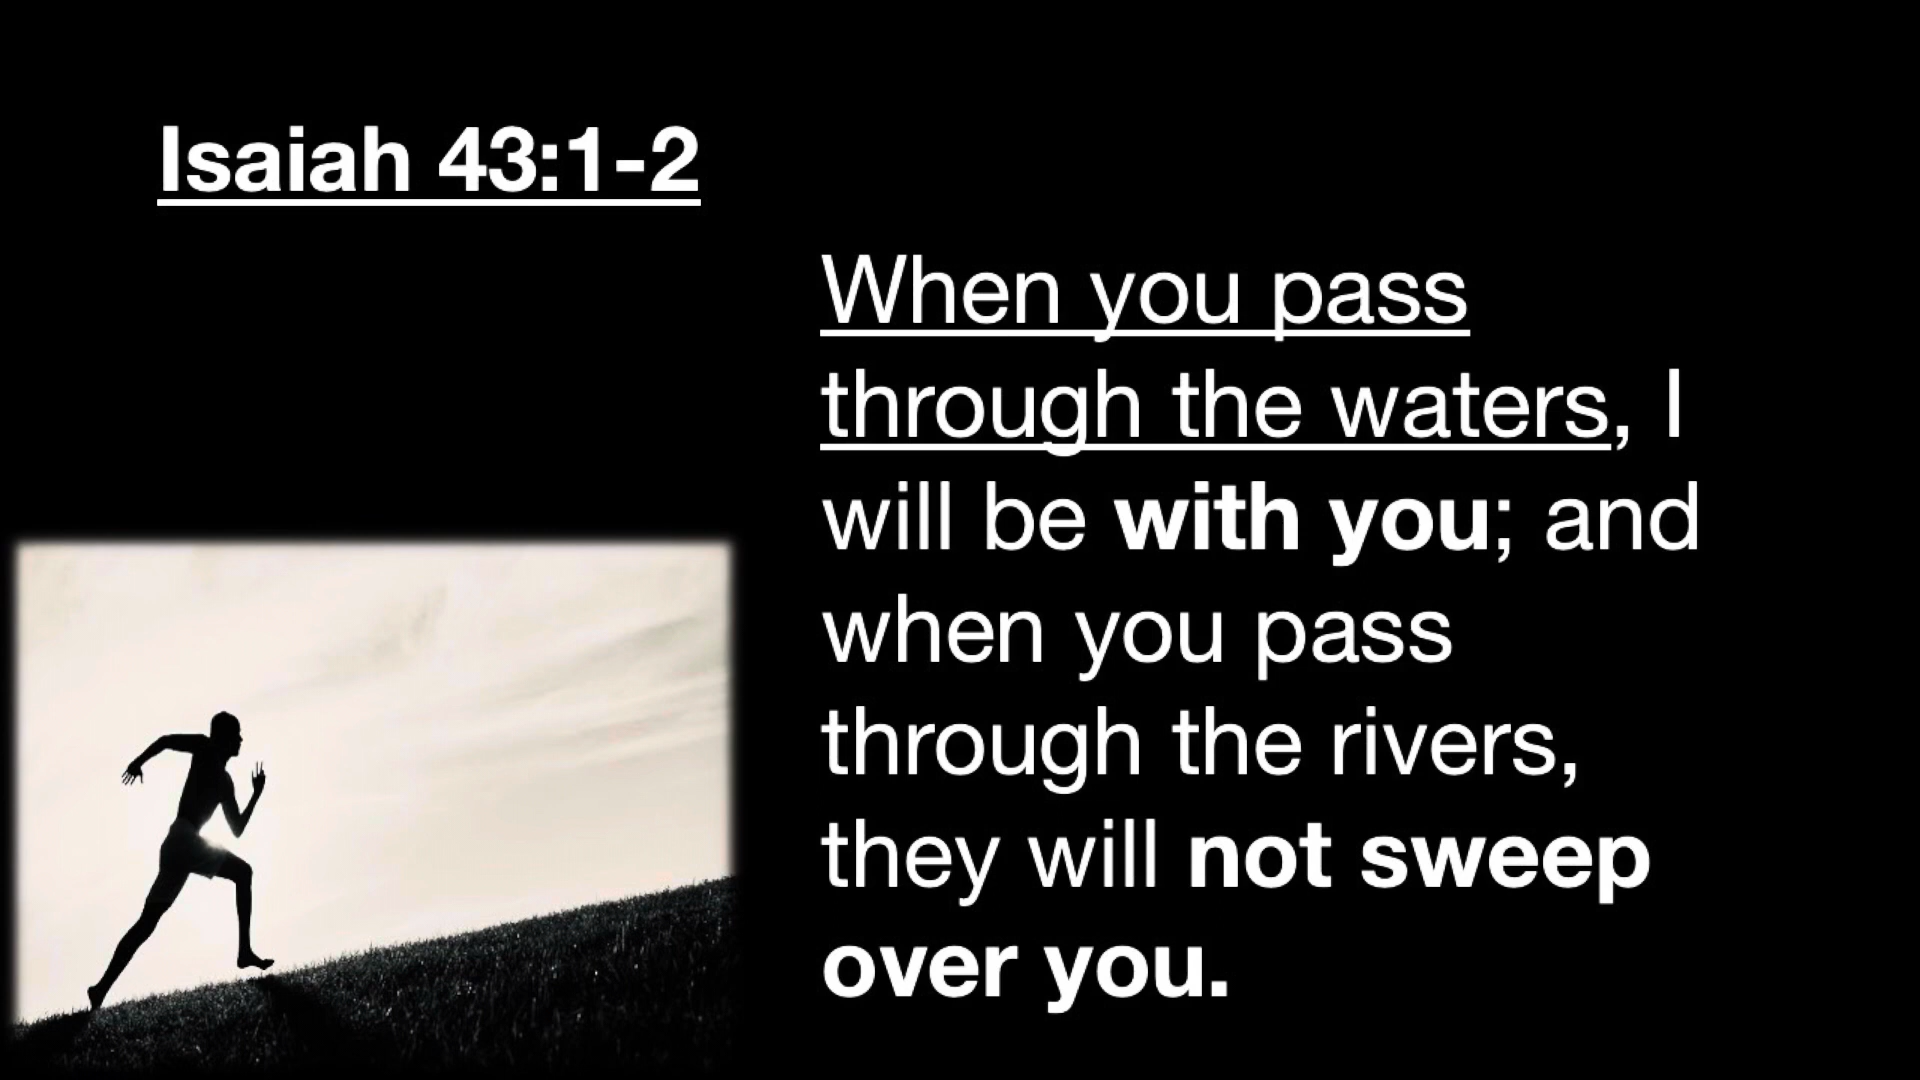 Isaiah 43:1-2
When you pass
through the waters, I
will be with you; and
when you pass
through the rivers,
they will not sweep
over you.